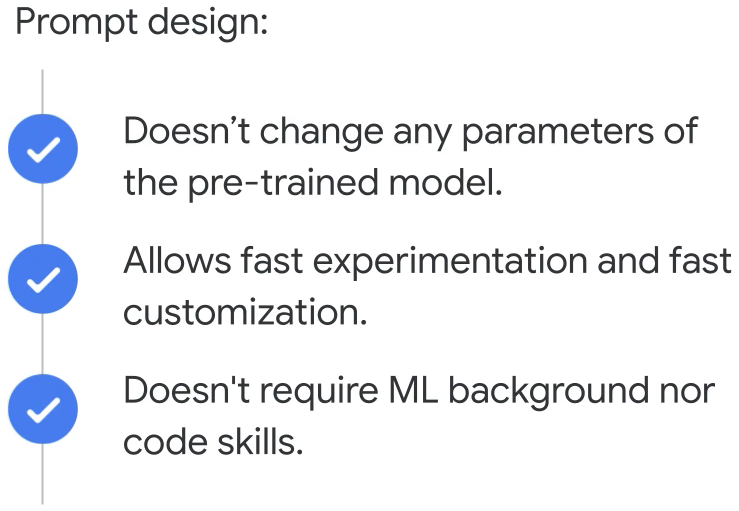 Prompt design:
Doesn’t change any parameters of
the pre-trained model.
Allows fast experimentation and fast
customization.
Doesn't require ML background nor
code skills.